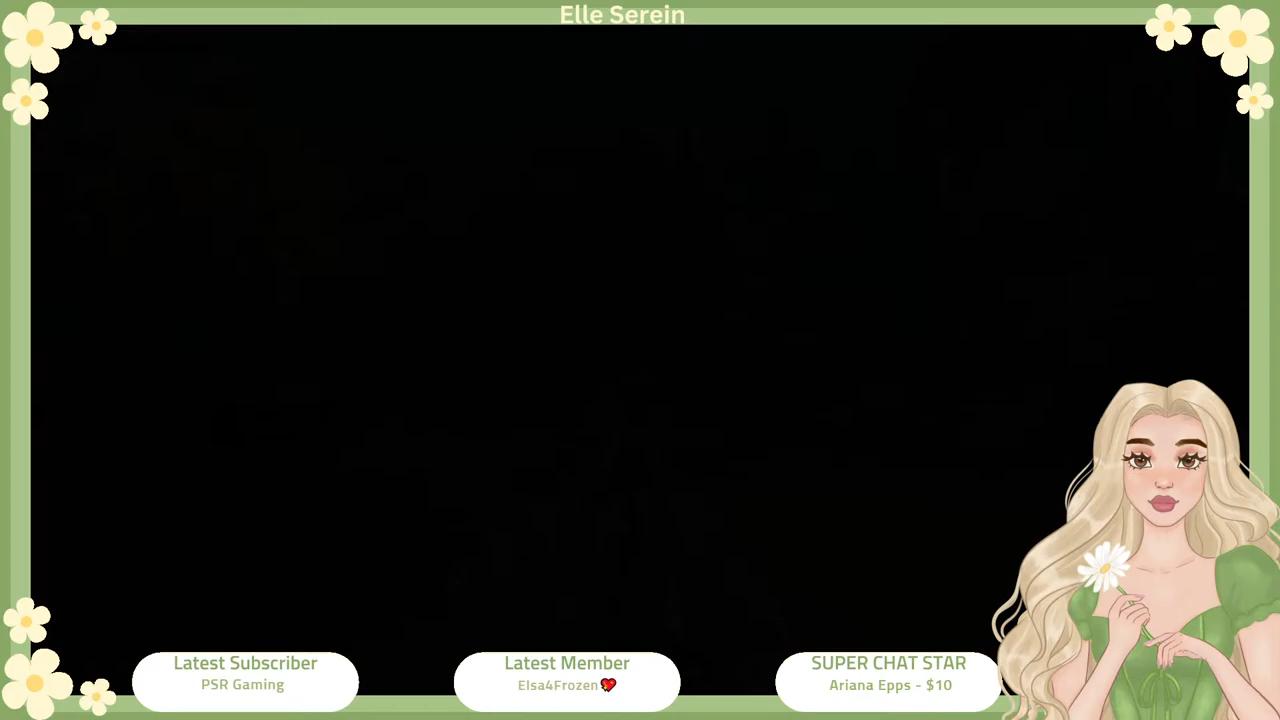 Elle Serein
Latest Subscriber
PSR Gaming
Latest Member
Elsa4Frozen💘
SUPER CHAT STAR
Ariana Epps - $10